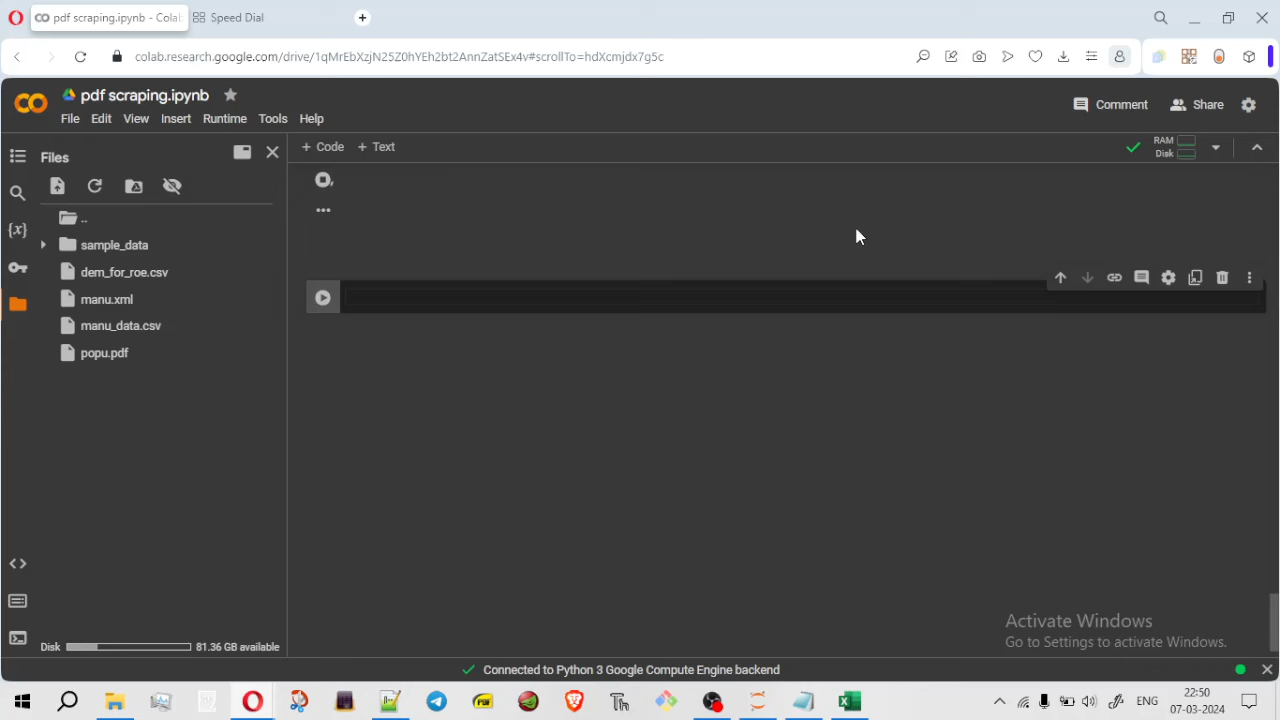 pdf scraping.ipynb - Colab
Speed Dial
colab.research.google.com/drive/1qMrEbXzjN25Z0hYEh2bt2AnnZatSEx4v#scrollTo=hdXcmjdx7g5c
pdf scraping.ipynb
File Edit View Insert Runtime Tools Help
Comment Share
Files
+ Code + Text
RAM
Disk
..
{x}
sample_data
dem_for_roe.csv
manu.xml
manu_data.csv
popu.pdf
Disk 81.36 GB available
Activate Windows
Go to Settings to activate Windows.
Connected to Python 3 Google Compute Engine backend
ENG
22:50
07-03-2024